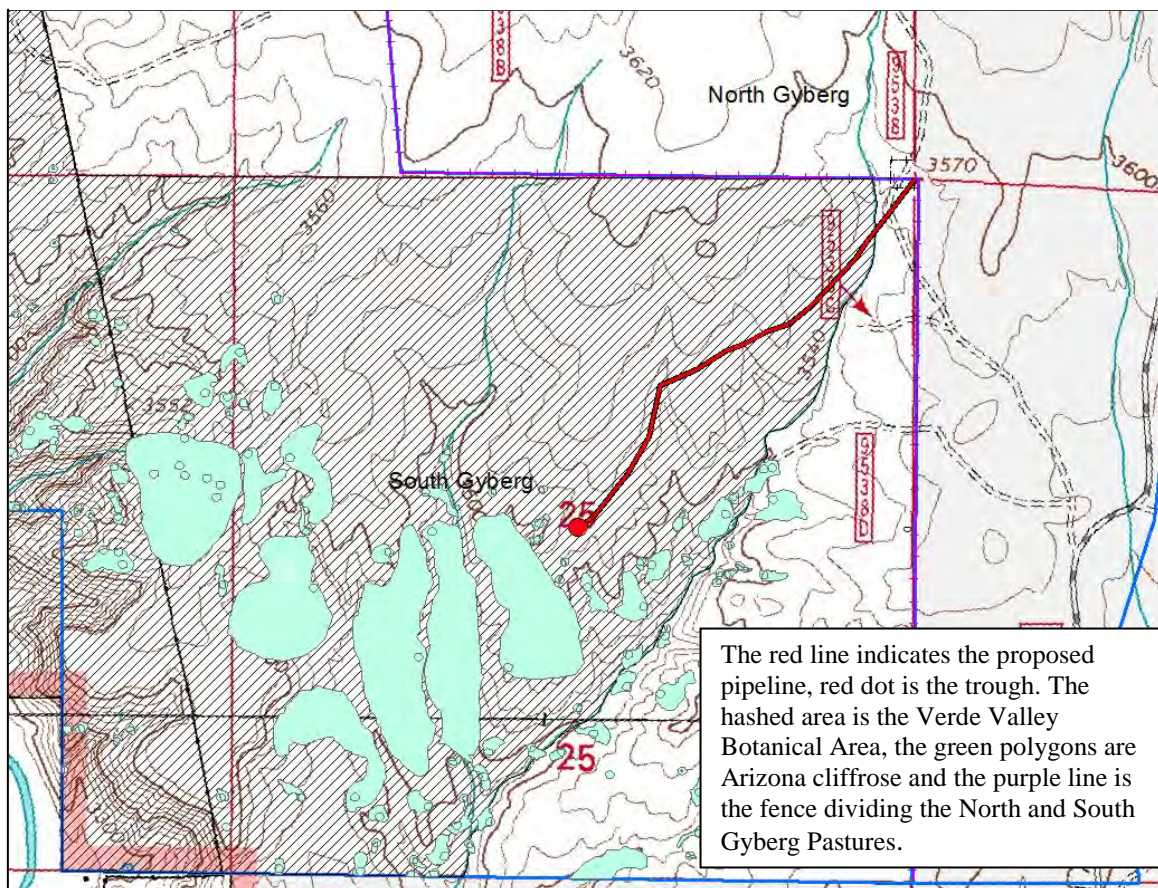 3620
North Gyberg
3570
3600
3560
3552
South Gyberg
25
9538D
25
The red line indicates the proposed
pipeline, red dot is the trough. The
hashed area is the Verde Valley
Botanical Area, the green polygons are
Arizona cliffrose and the purple line is
the fence dividing the North and South
Gyberg Pastures.